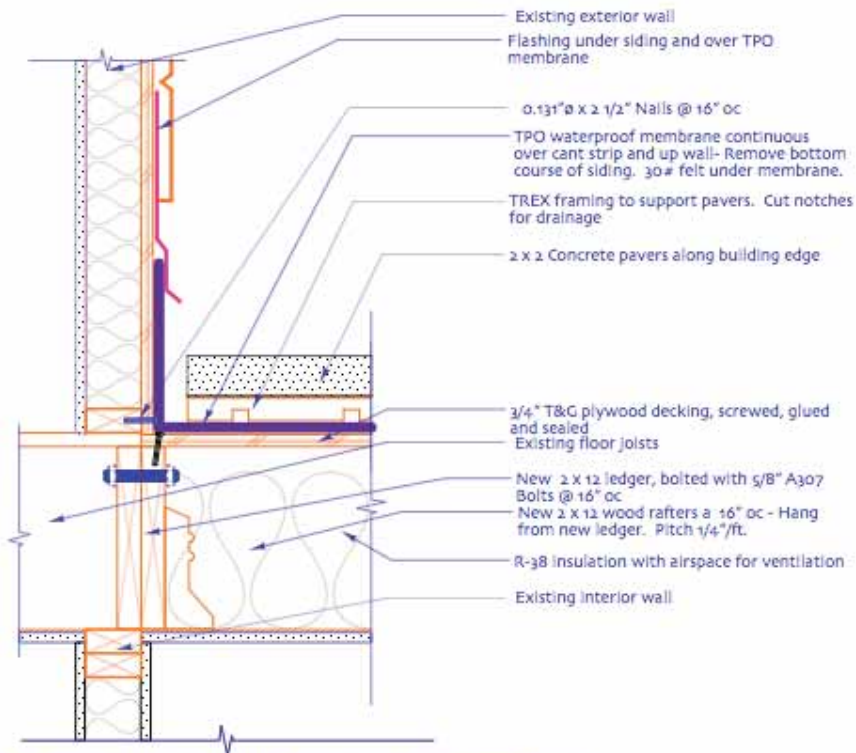 Existing exterior wall
Flashing under siding and over TPO
membrane
0.131"ø x 2 1/2" Nails @ 16" oc
TPO waterproof membrane continuous
over cant strip and up wall- Remove bottom
course of siding. 30# felt under membrane.
TREX framing to support pavers. Cut notches
for drainage
2 x 2 Concrete pavers along building edge
3/4" T&G plywood decking, screwed, glued
and sealed
Existing floor joists
New 2 x 12 ledger, bolted with 5/8" A307
Bolts @ 16" oc
New 2 x 12 wood rafters a 16" oc - Hang
from new ledger. Pitch 1/4"/ft.
R-38 insulation with airspace for ventilation
Existing interior wall